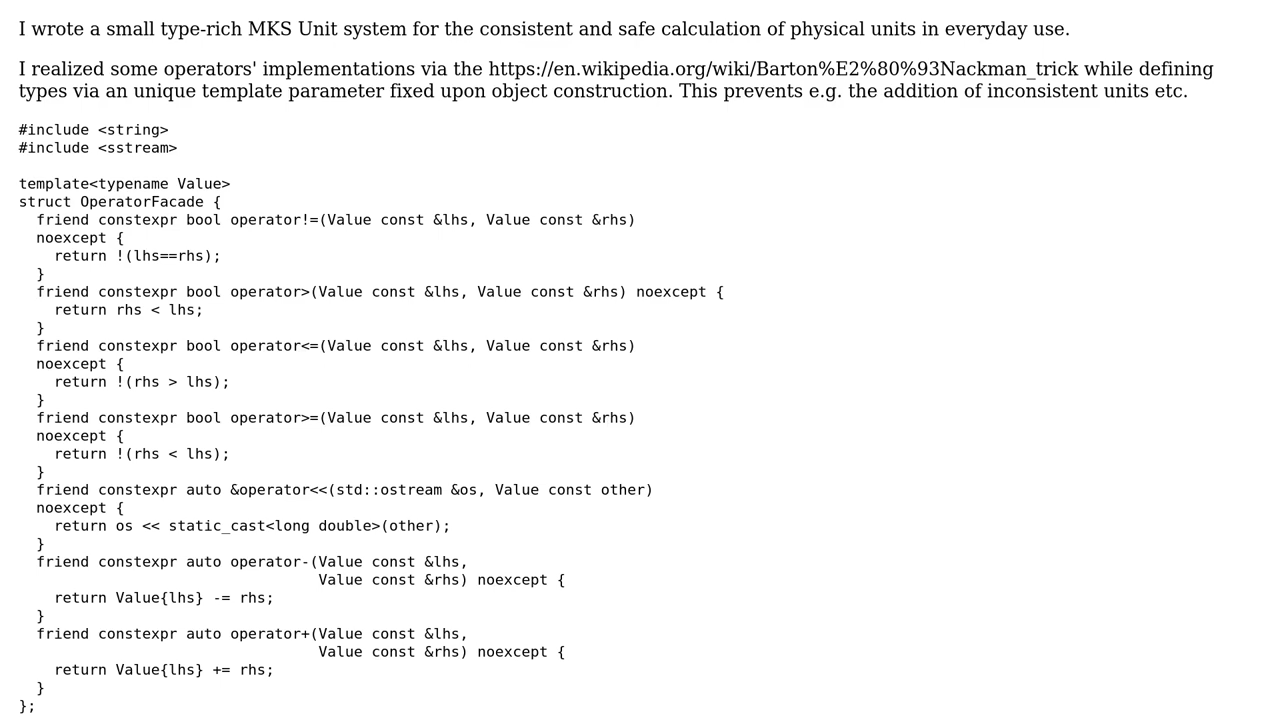 I wrote a small type-rich MKS Unit system for the consistent and safe calculation of physical units in everyday use.
I realized some operators' implementations via the https://en.wikipedia.org/wiki/Barton%E2%80%93Nackman_trick while defining
types via an unique template parameter fixed upon object construction. This prevents e.g. the addition of inconsistent units etc.
#include <string>
#include <sstream>
template<typename Value>
struct OperatorFacade {
  friend constexpr bool operator!=(Value const &lhs, Value const &rhs)
  noexcept {
    return !(lhs==rhs);
  }
  friend constexpr bool operator>(Value const &lhs, Value const &rhs) noexcept {
    return rhs < lhs;
  }
  friend constexpr bool operator<=(Value const &lhs, Value const &rhs)
  noexcept {
    return !(rhs > lhs);
  }
  friend constexpr bool operator>=(Value const &lhs, Value const &rhs)
  noexcept {
    return !(rhs < lhs);
  }
  friend constexpr auto &operator<<(std::ostream &os, Value const other)
  noexcept {
    return os << static_cast<long double>(other);
  }
  friend constexpr auto operator-(Value const &lhs,
                                  Value const &rhs) noexcept {
    return Value{lhs} -= rhs;
  }
  friend constexpr auto operator+(Value const &lhs,
                                  Value const &rhs) noexcept {
    return Value{lhs} += rhs;
  }
};